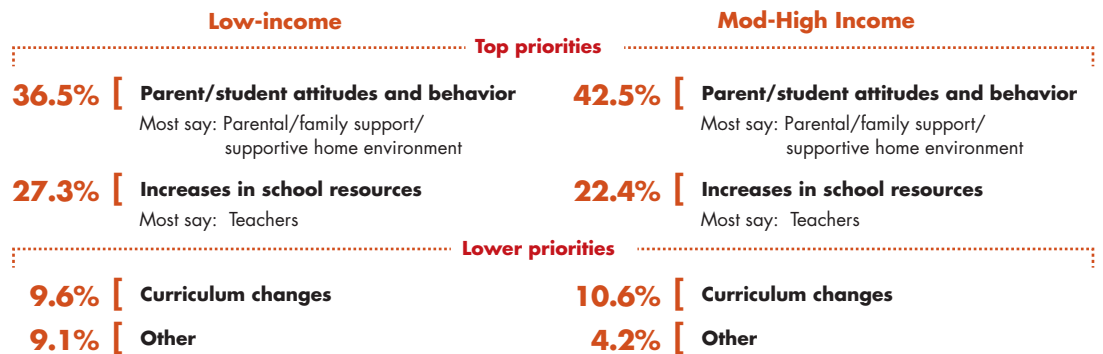 Low-income
Mod-High Income
Top priorities
36.5% [ Parent/student attitudes and behavior
Most say: Parental/family support/
supportive home environment
42.5% [ Parent/student attitudes and behavior
Most say: Parental/family support/
supportive home environment
27.3% [ Increases in school resources
Most say: Teachers
22.4% [ Increases in school resources
Most say: Teachers
Lower priorities
9.6% [ Curriculum changes
10.6% [ Curriculum changes
9.1% [ Other
4.2% [ Other